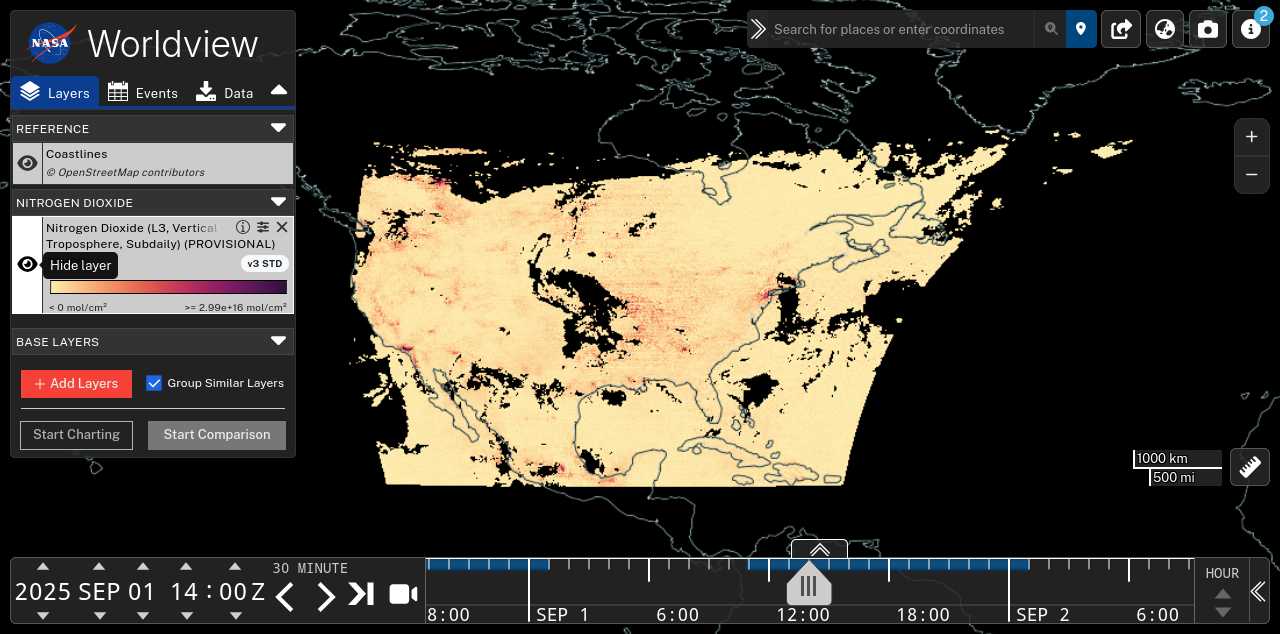 NASA
Worldview
Layers
Events
Data
REFERENCE
Coastlines
© OpenStreetMap contributors
NITROGEN DIOXIDE
Nitrogen Dioxide (L3, Vertical
Troposphere, Subdaily) (PROVISIONAL)
Hide layer
v3 STD
< 0 mol/cm²
>= 2.99e+16 mol/cm²
BASE LAYERS
+ Add Layers
Group Similar Layers
Start Charting
Start Comparison
Search for places or enter coordinates
2
+
−
1000 km
500 mi
2025 SEP 01 14 : 00 Z
30 MINUTE
8:00
SEP 1
6:00
12:00
18:00
SEP 2
6:00
HOUR